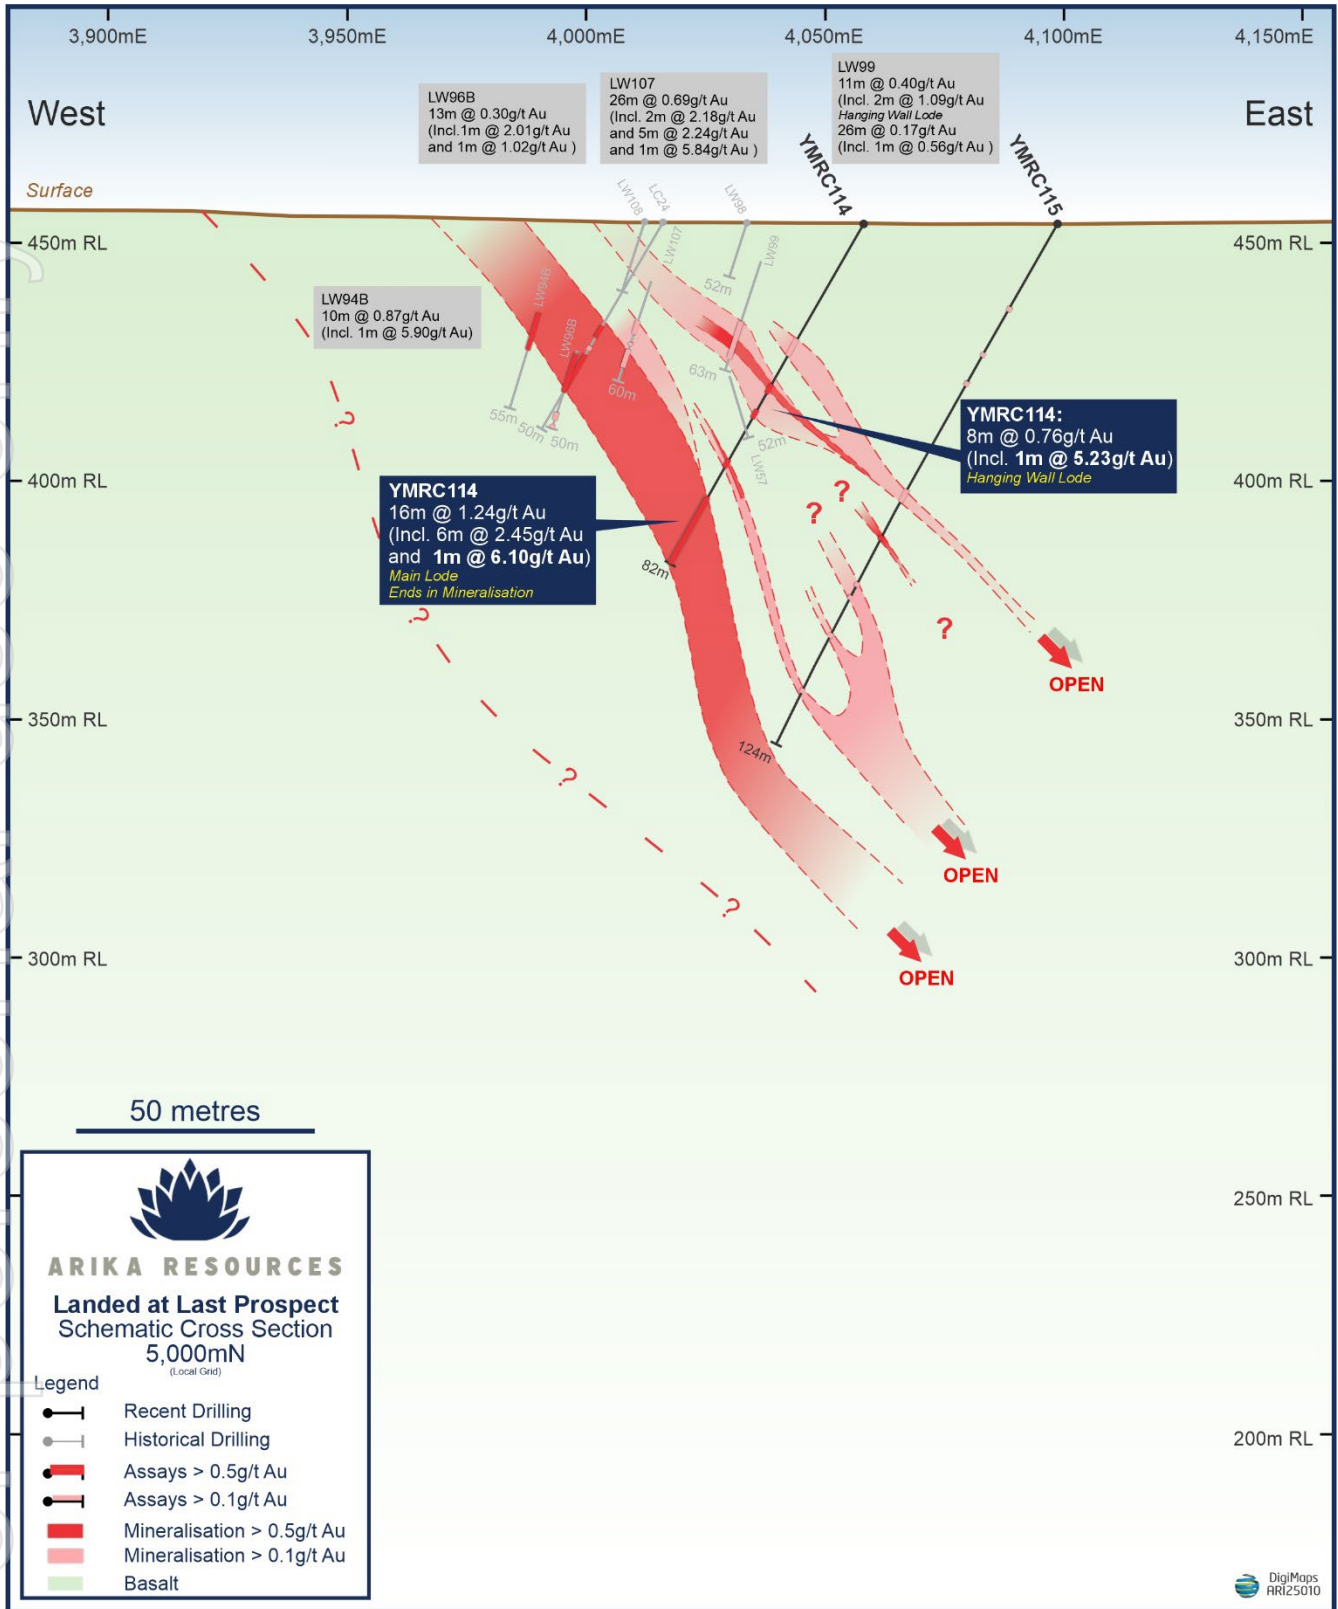 3,900mE
3,950mE
4,000mE
4,050mE
4,100mE
4,150mE
West
East
LW96B
13m @ 0.30g/t Au
(Incl.1m @ 2.01g/t Au
and 1m @ 1.02g/t Au )
LW107
26m @ 0.69g/t Au
(Incl. 2m @ 2.18g/t Au
and 5m @ 2.24g/t Au
and 1m @ 5.84g/t Au )
LW99
11m @ 0.40g/t Au
(Incl. 2m @ 1.09g/t Au
Hanging Wall Lode
26m @ 0.17g/t Au
(Incl. 1m @ 0.56g/t Au )
YMRC114
YMRC115
Surface
LW108
LC24
LW98
LW107
LW99
450m RL
450m RL
LW94B
10m @ 0.87g/t Au
(Incl. 1m @ 5.90g/t Au)
LW94B
LW96B
52m
63m
60m
55m
50m
50m
52m
LW57
YMRC114:
8m @ 0.76g/t Au
(Incl. 1m @ 5.23g/t Au)
Hanging Wall Lode
?
400m RL
400m RL
YMRC114
16m @ 1.24g/t Au
(Incl. 6m @ 2.45g/t Au
and 1m @ 6.10g/t Au)
Main Lode
Ends in Mineralisation
?
?
82m
?
?
OPEN
350m RL
350m RL
124m
?
OPEN
?
300m RL
300m RL
OPEN
50 metres
250m RL
200m RL
ARIKA RESOURCES
Landed at Last Prospect
Schematic Cross Section
5,000mN
(Local Grid)
Legend
Recent Drilling
Historical Drilling
Assays > 0.5g/t Au
Assays > 0.1g/t Au
Mineralisation > 0.5g/t Au
Mineralisation > 0.1g/t Au
Basalt
DigiMaps
ARI25010